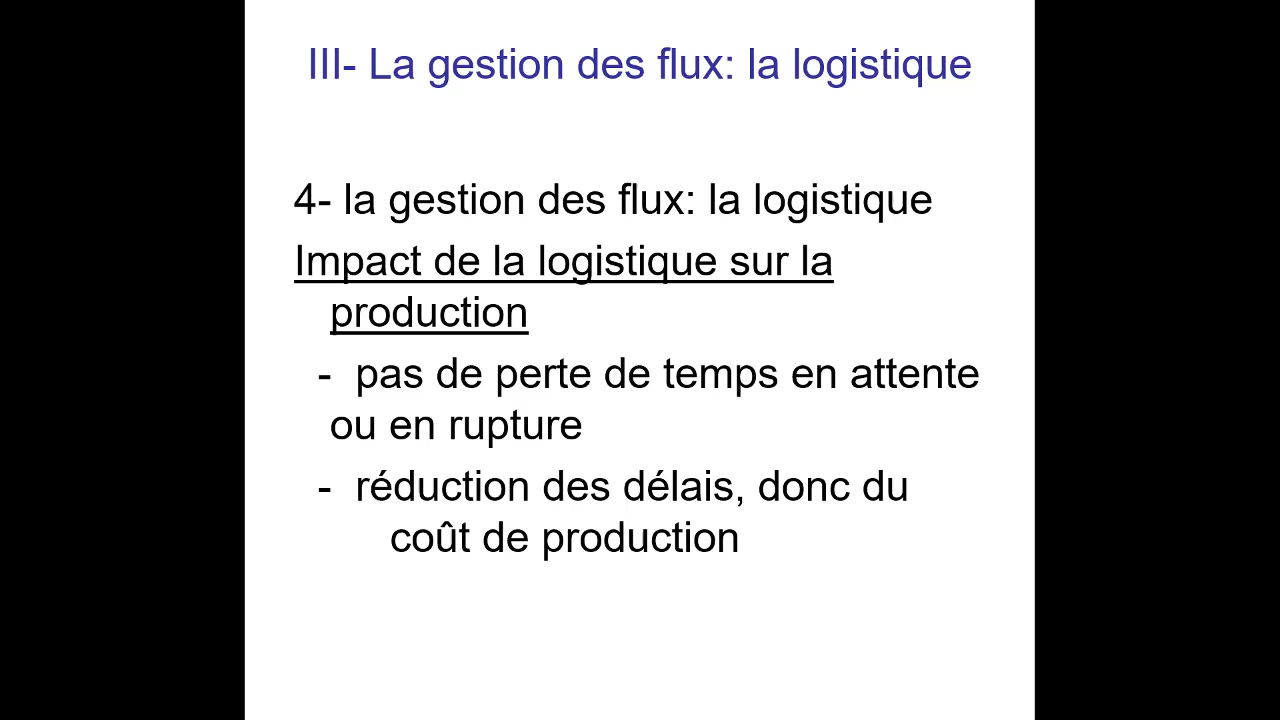 III- La gestion des flux: la logistique
4- la gestion des flux: la logistique
Impact de la logistique sur la
production
- pas de perte de temps en attente
ou en rupture
- réduction des délais, donc du
coût de production